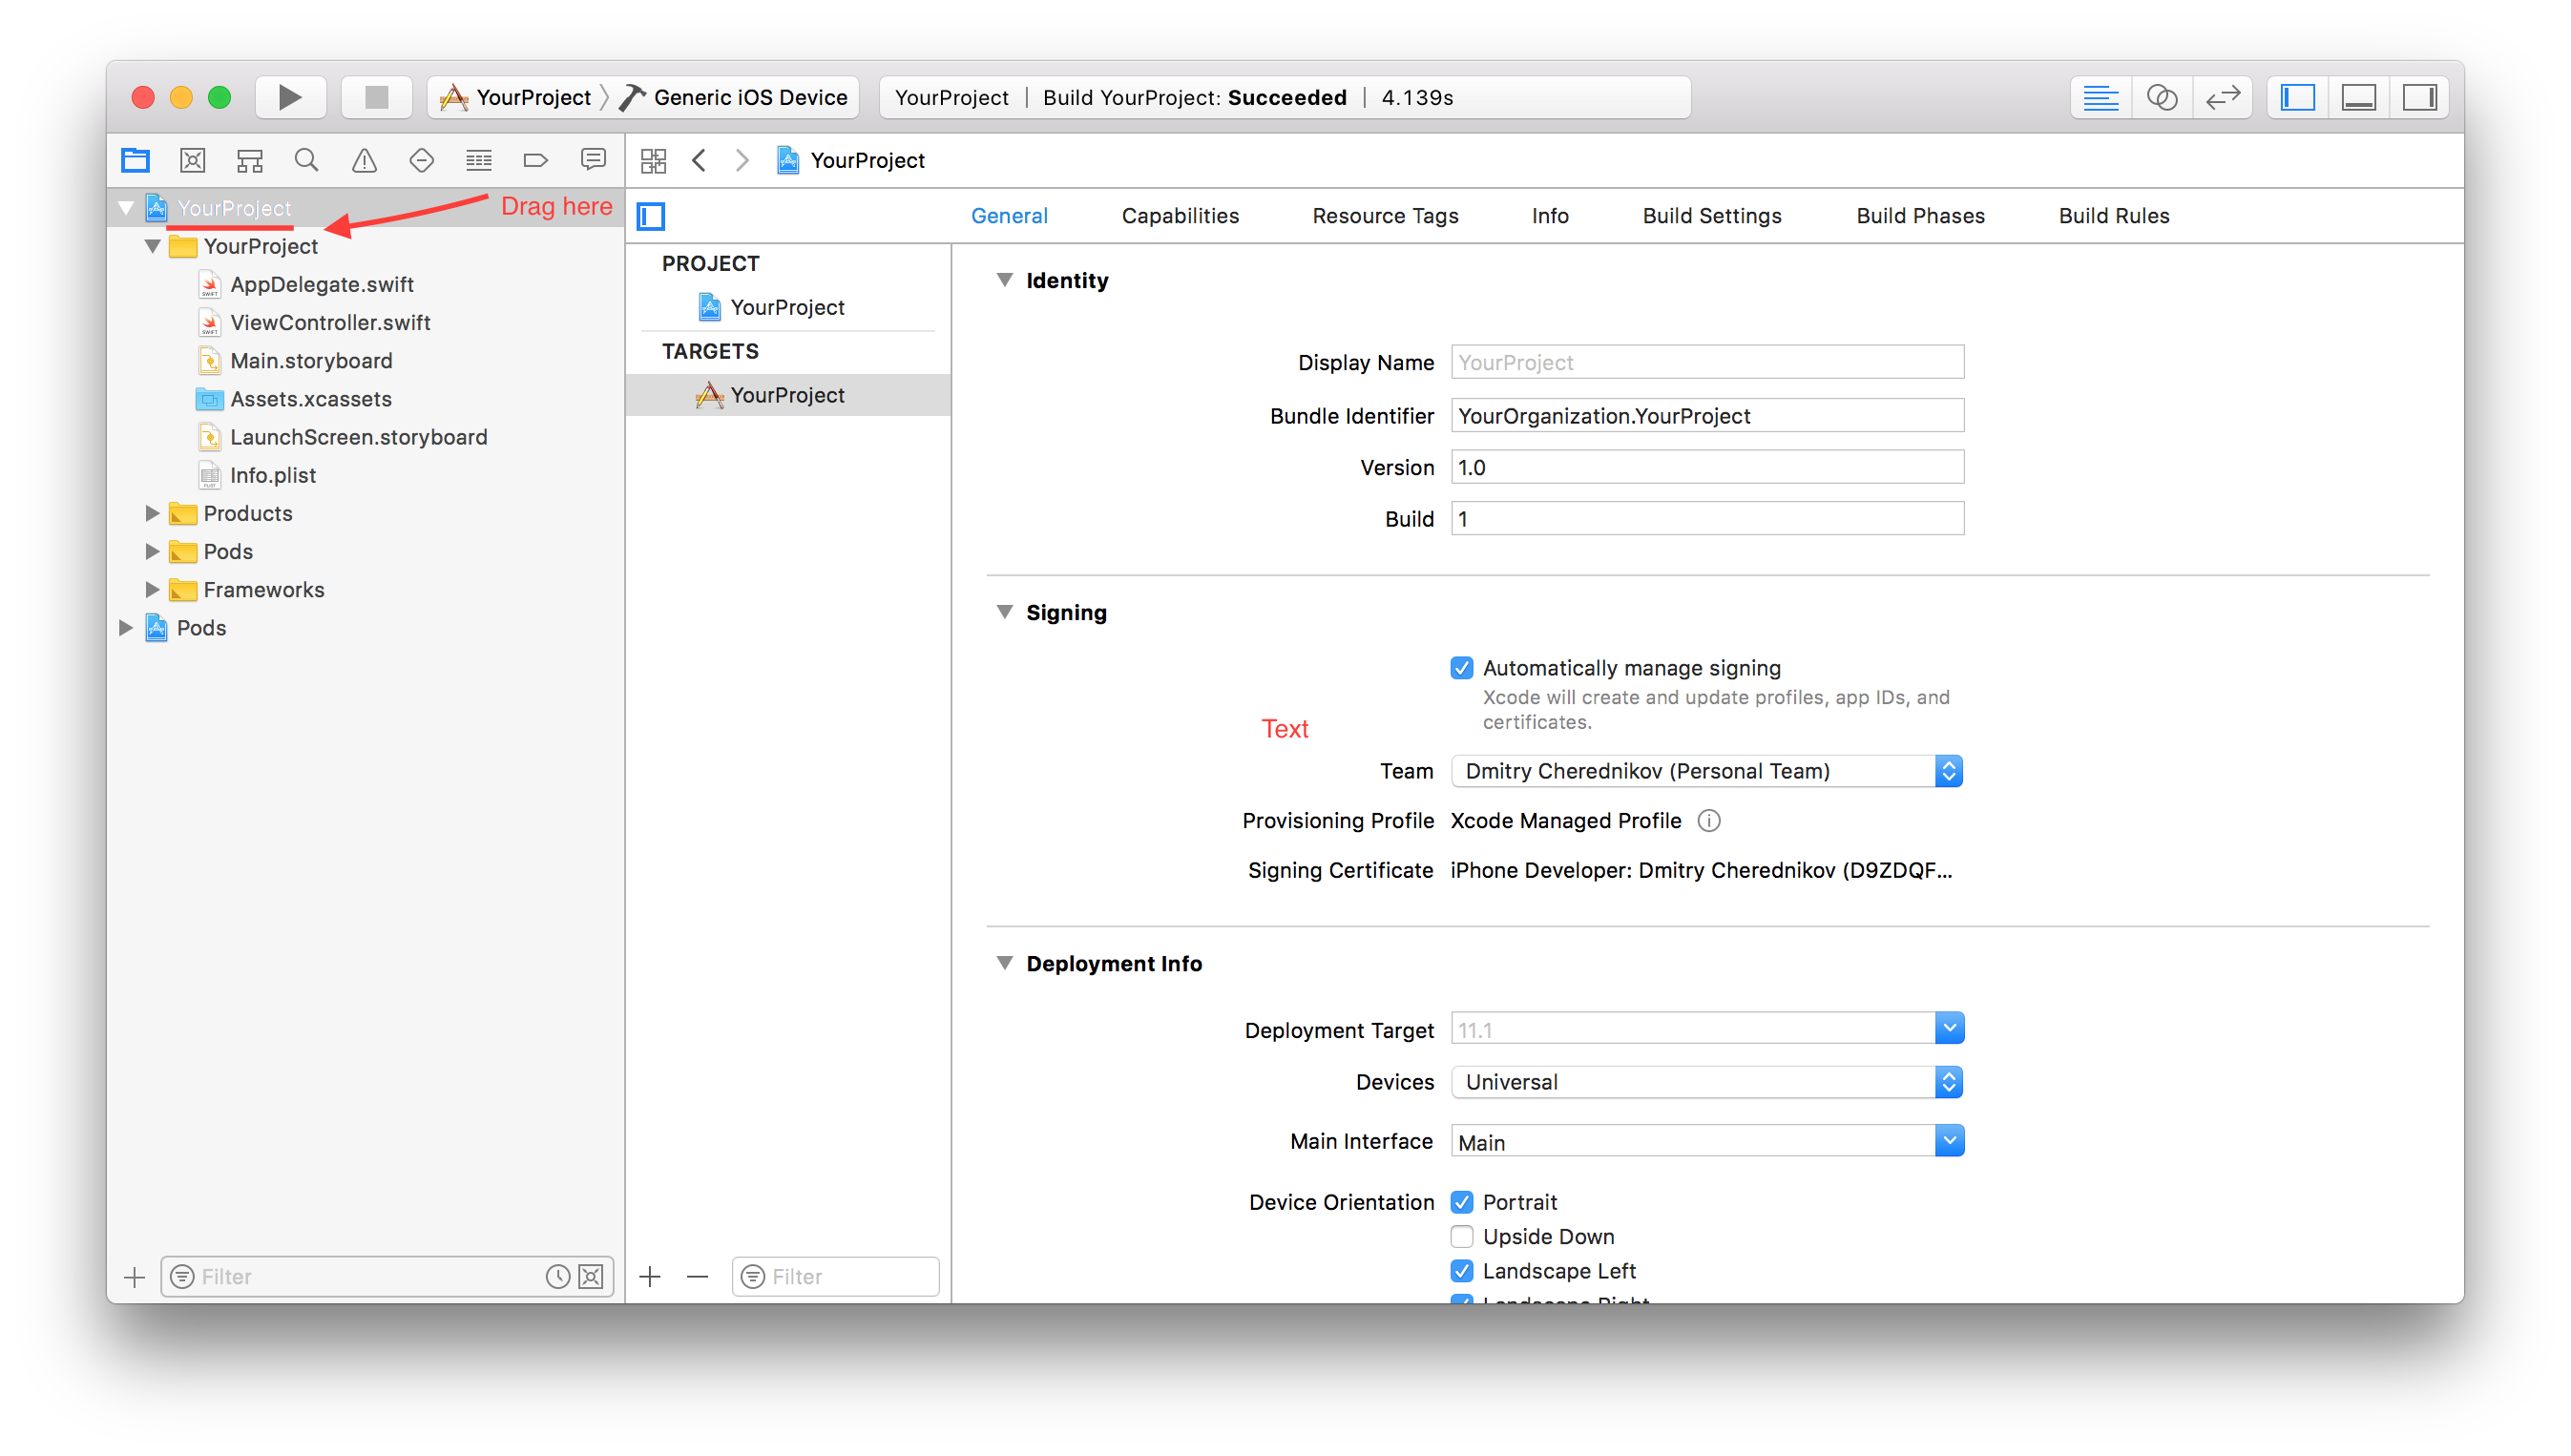 YourProject Generic iOS Device YourProject | Build YourProject: Succeeded | 4.139s
YourProject
YourProject Drag here
YourProject
AppDelegate.swift
ViewController.swift
Main.storyboard
Assets.xcassets
LaunchScreen.storyboard
Info.plist
Products
Pods
Frameworks
Pods
Filter
General Capabilities Resource Tags Info Build Settings Build Phases Build Rules
PROJECT
YourProject
TARGETS
YourProject
Filter
Identity
Display Name YourProject
Bundle Identifier YourOrganization.YourProject
Version 1.0
Build 1
Signing
Automatically manage signing
Xcode will create and update profiles, app IDs, and
certificates.
Text
Team Dmitry Cherednikov (Personal Team)
Provisioning Profile Xcode Managed Profile
Signing Certificate iPhone Developer: Dmitry Cherednikov (D9ZDQF...
Deployment Info
Deployment Target 11.1
Devices Universal
Main Interface Main
Device Orientation Portrait
Upside Down
Landscape Left
Landscape Right